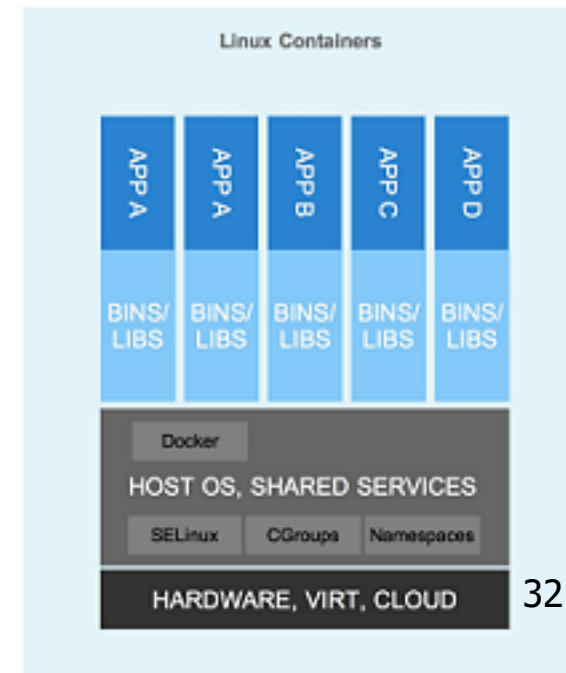 Linux Containers
APP A
APP A
APP B
APP C
APP D
BINS/
LIBS
BINS/
LIBS
BINS/
LIBS
BINS/
LIBS
BINS/
LIBS
Docker
HOST OS, SHARED SERVICES
SELinux
CGroups
Namespaces
HARDWARE, VIRT, CLOUD
32